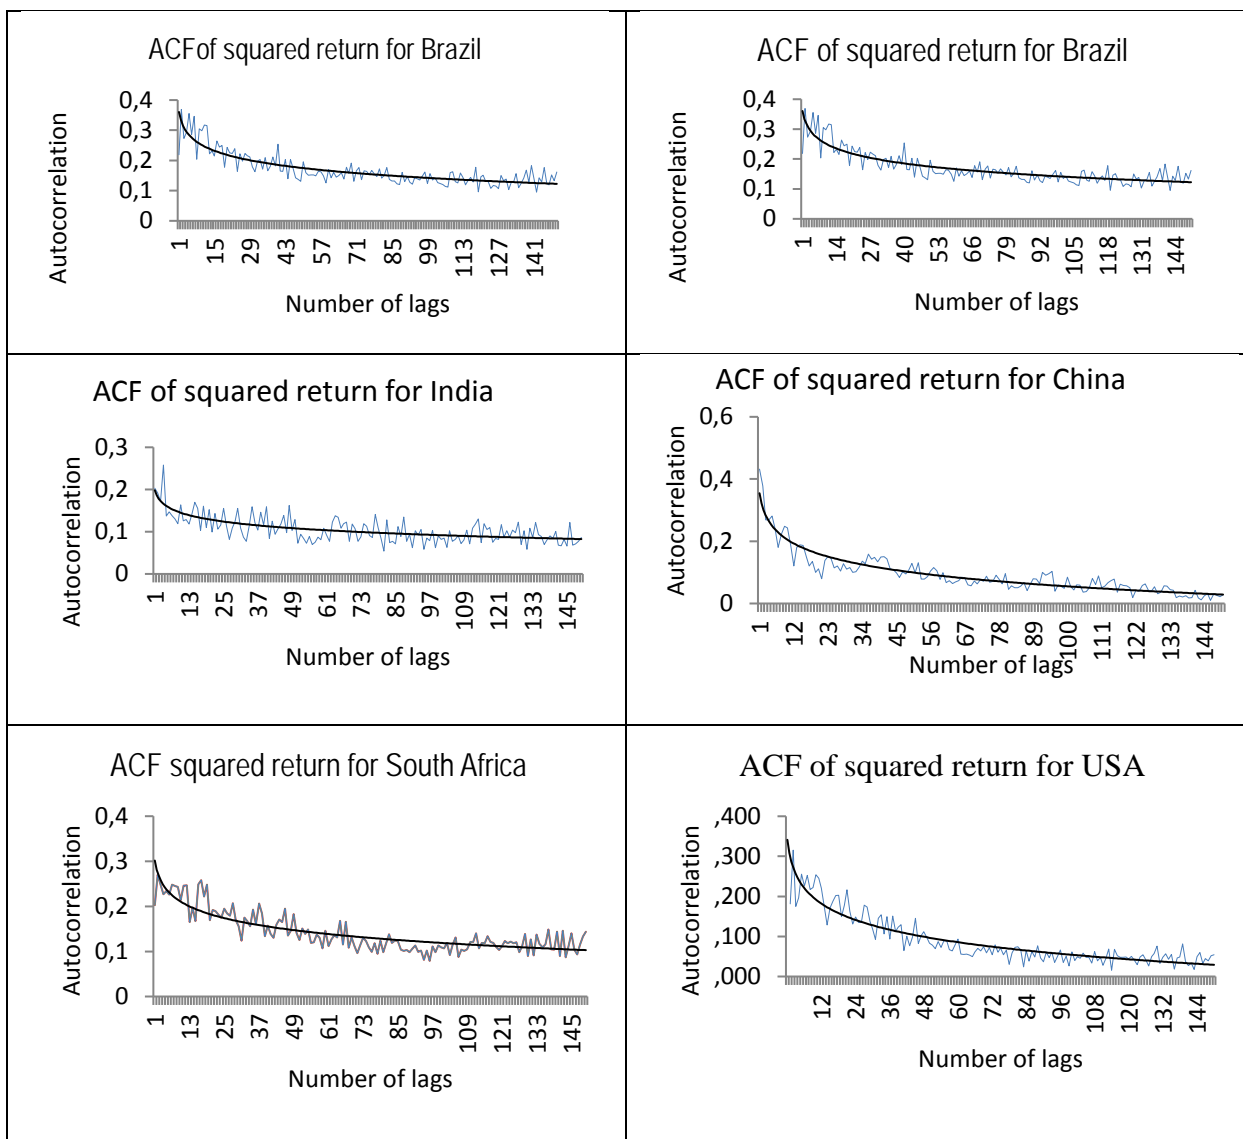 ACFof squared return for Brazil
Autocorrelation
0,4
0,3
0,2
0,1
0
1 15 29 43 57 71 85 99 113 127 141
Number of lags
ACF of squared return for Brazil
Autocorrelation
0,4
0,3
0,2
0,1
0
1 14 27 40 53 66 79 92 105 118 131 144
Number of lags
ACF of squared return for India
Autocorrelation
0,3
0,2
0,1
0
1 13 25 37 49 61 73 85 97 109 121 133 145
Number of lags
ACF of squared return for China
Autocorrelation
0,6
0,4
0,2
0
1 12 23 34 45 56 67 78 89 100 111 122 133 144
Number of lags
ACF squared return for South Africa
Autocorrelation
0,4
0,3
0,2
0,1
0
1 13 25 37 49 61 73 85 97 109 121 133 145
Number of lags
ACF of squared return for USA
Autocorrelation
,400
,300
,200
,100
,000
12 24 36 48 60 72 84 96 108 120 132 144
Number of lags